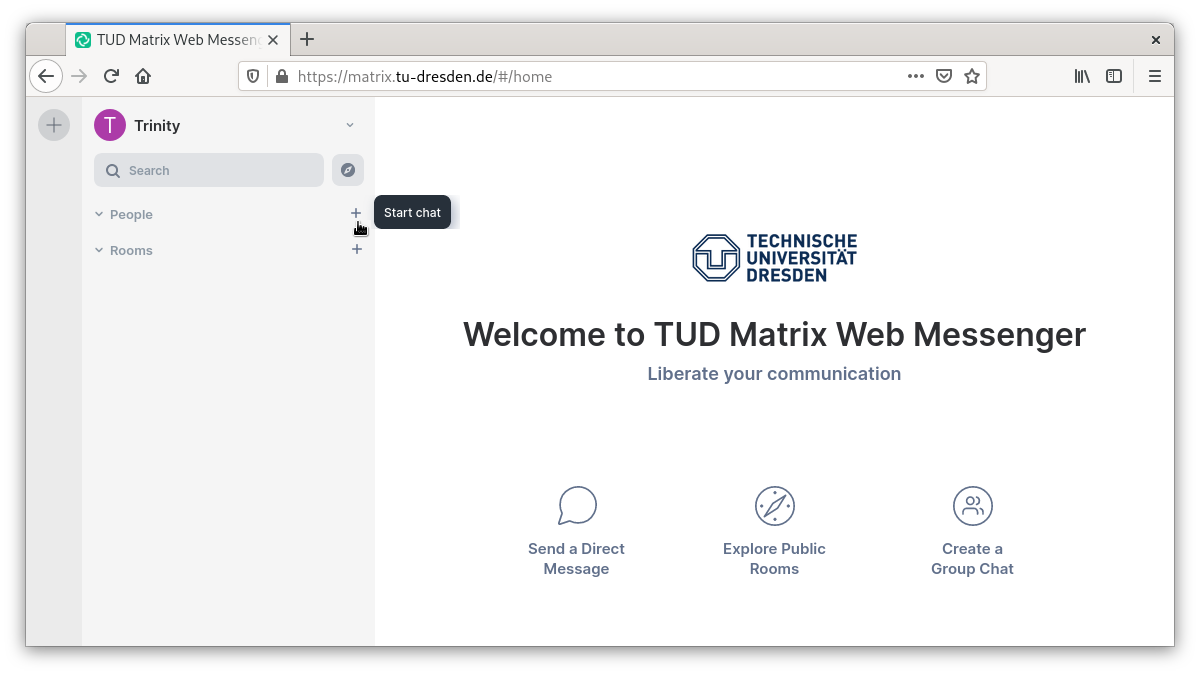 TUD Matrix Web Messeng
https://matrix.tu-dresden.de/#/home
T Trinity
Search
People
Start chat
Rooms
TECHNISCHE
UNIVERSITÄT
DRESDEN
Welcome to TUD Matrix Web Messenger
Liberate your communication
Send a Direct
Message
Explore Public
Rooms
Create a
Group Chat